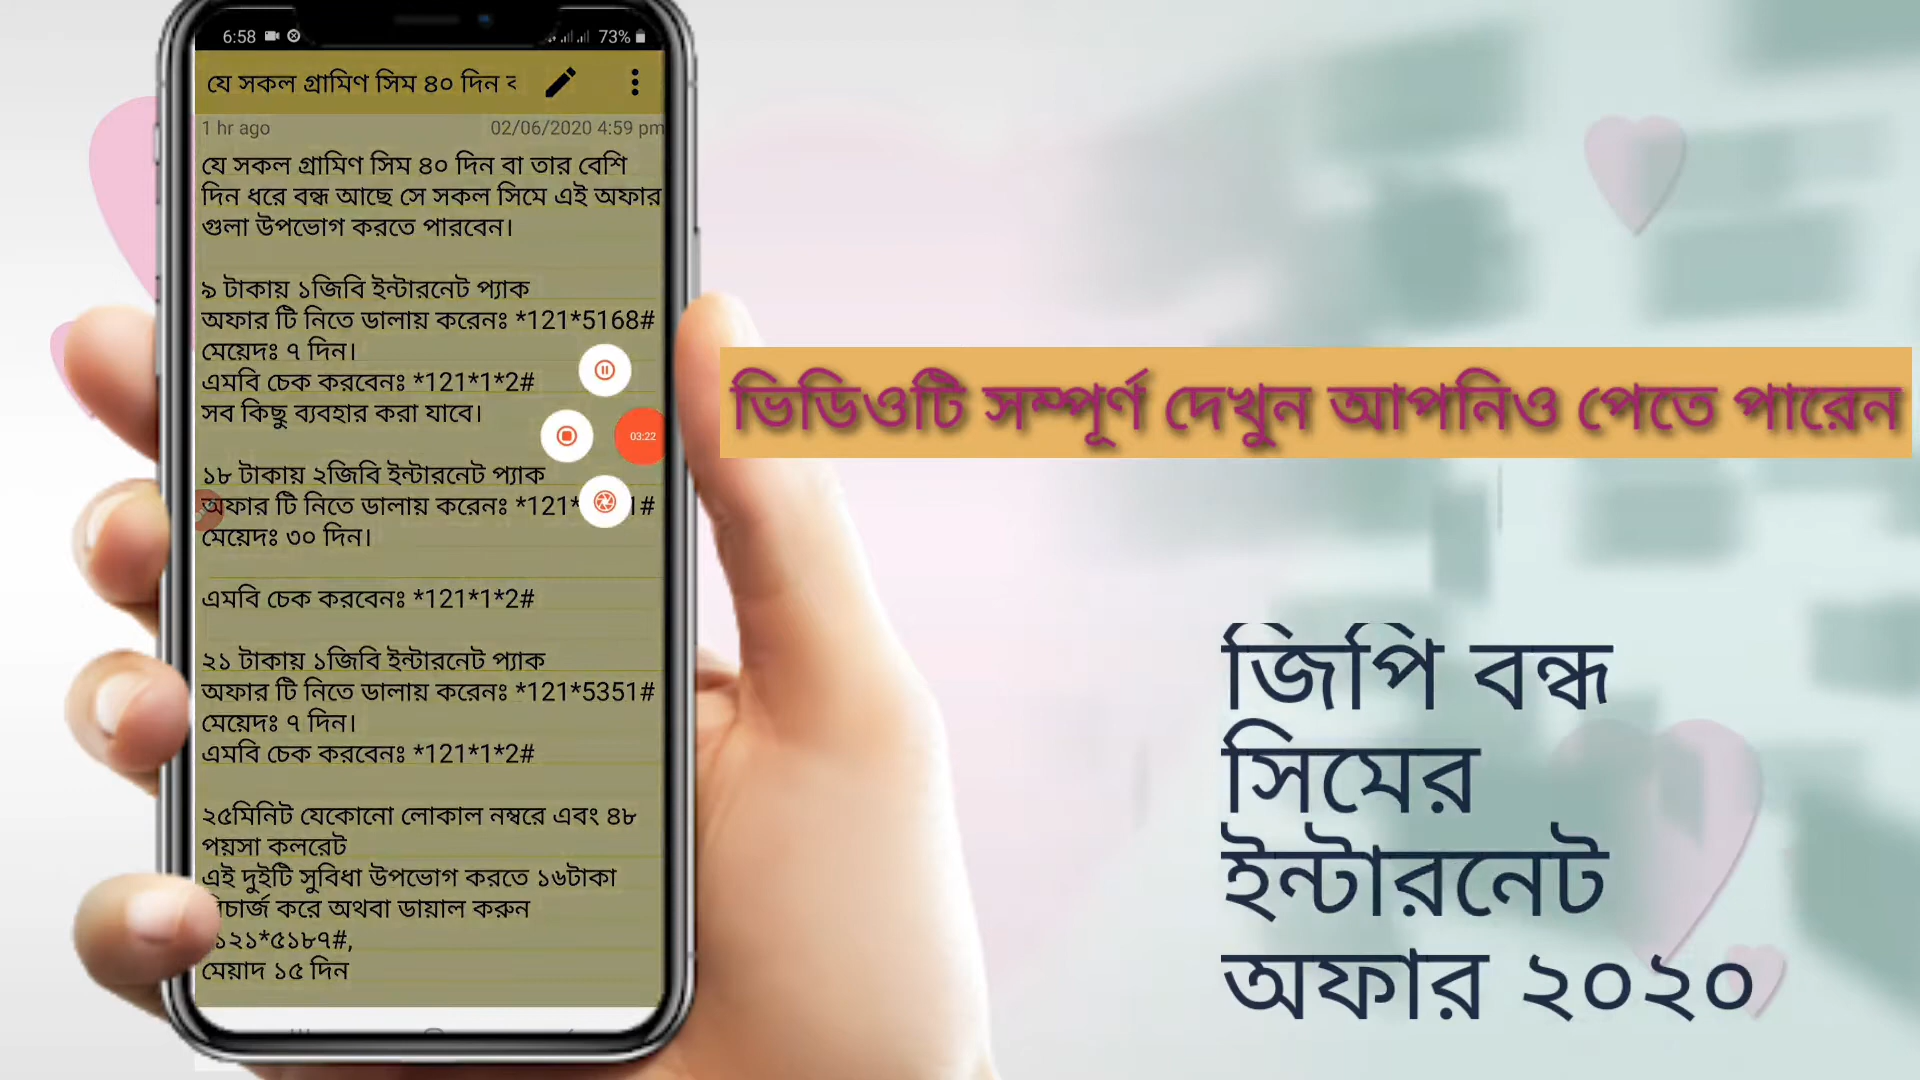 6:58
73%
যে সকল গ্রামিণ সিম ৪০ দিন ব
1 hr ago
02/06/2020 4:59 pm
যে সকল গ্রামিণ সিম ৪০ দিন বা তার বেশি
দিন ধরে বন্ধ আছে সে সকল সিমে এই অফার
গুলা উপভোগ করতে পারবেন।
৯ টাকায় ১জিবি ইন্টারনেট প্যাক
অফার টি নিতে ডালায় করেনঃ *121*5168#
মেয়েদঃ ৭ দিন।
এমবি চেক করবেনঃ *121*1*2#
সব কিছু ব্যবহার করা যাবে।
03:22
১৮ টাকায় ২জিবি ইন্টারনেট প্যাক
অফার টি নিতে ডালায় করেনঃ *121* 1#
মেয়েদঃ ৩০ দিন।
এমবি চেক করবেনঃ *121*1*2#
২১ টাকায় ১জিবি ইন্টারনেট প্যাক
অফার টি নিতে ডালায় করেনঃ *121*5351#
মেয়েদঃ ৭ দিন।
এমবি চেক করবেনঃ *121*1*2#
২৫মিনিট যেকোনো লোকাল নম্বরে এবং ৪৮
পয়সা কলরেট
এই দুইটি সুবিধা উপভোগ করতে ১৬টাকা
চার্জ করে অথবা ডায়াল করুন
১২১*৫১৮৭#,
মেয়াদ ১৫ দিন
ভিডিওটি সম্পূর্ণ দেখুন আপনিও পেতে পারেন
জিপি বন্ধ
সিমের
ইন্টারনেট
অফার ২০২০